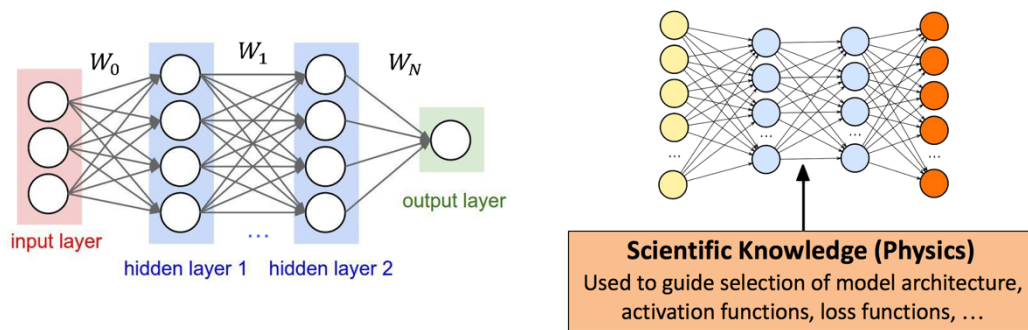 W₀
W₁
W_N
input layer
hidden layer 1
...
hidden layer 2
output layer
...
...
...
...
Scientific Knowledge (Physics)
Used to guide selection of model architecture,
activation functions, loss functions, ...